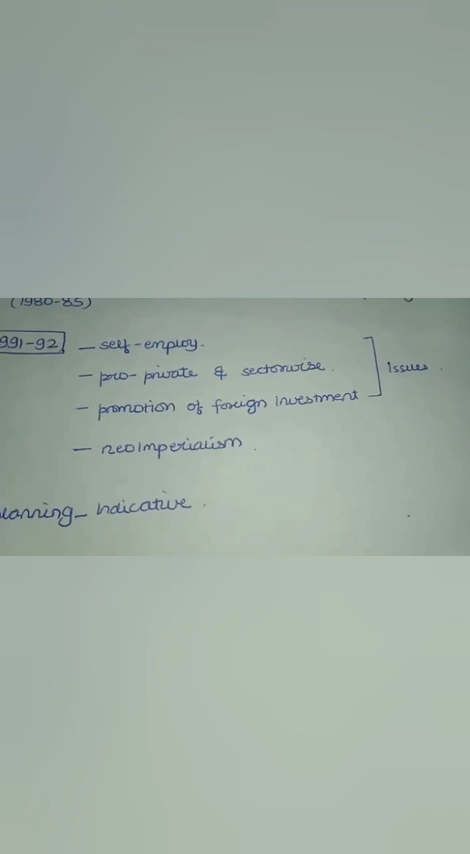 (1980-85)
991-92 — self-employ.
— pro-private & sectorwise.
— promotion of foreign investment
Issues.
— neoimperialism.
lanning – Indicative.